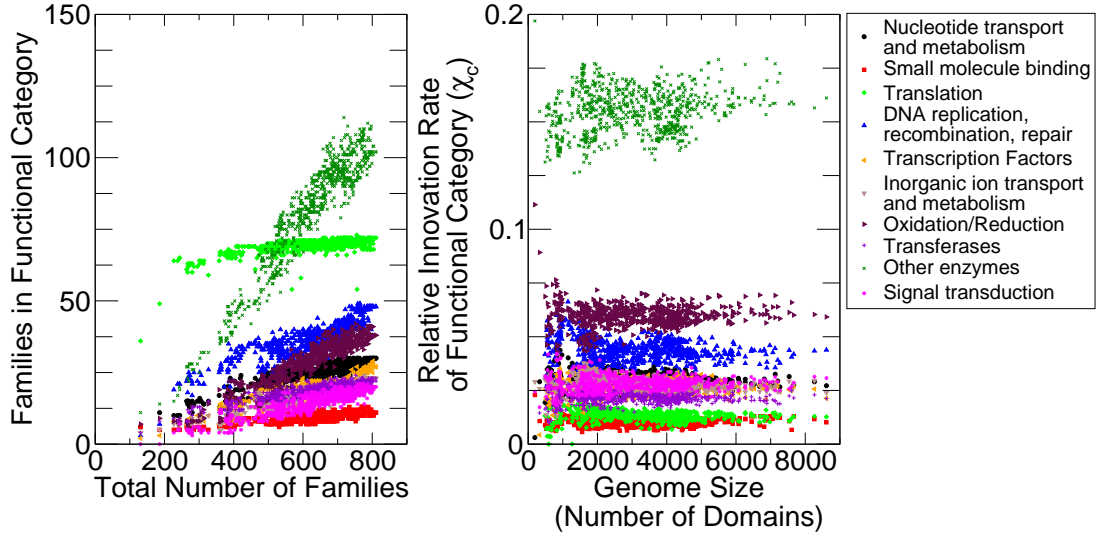 150
100
50
0
Families in Functional Category
0 200 400 600 800
Total Number of Families
0.2
0.1
0
Relative Innovation Rate
of Functional Category (χc)
0 2000 4000 6000 8000
Genome Size
(Number of Domains)
Nucleotide transport
and metabolism
Small molecule binding
Translation
DNA replication,
recombination, repair
Transcription Factors
Inorganic ion transport
and metabolism
Oxidation/Reduction
Transferases
Other enzymes
Signal transduction